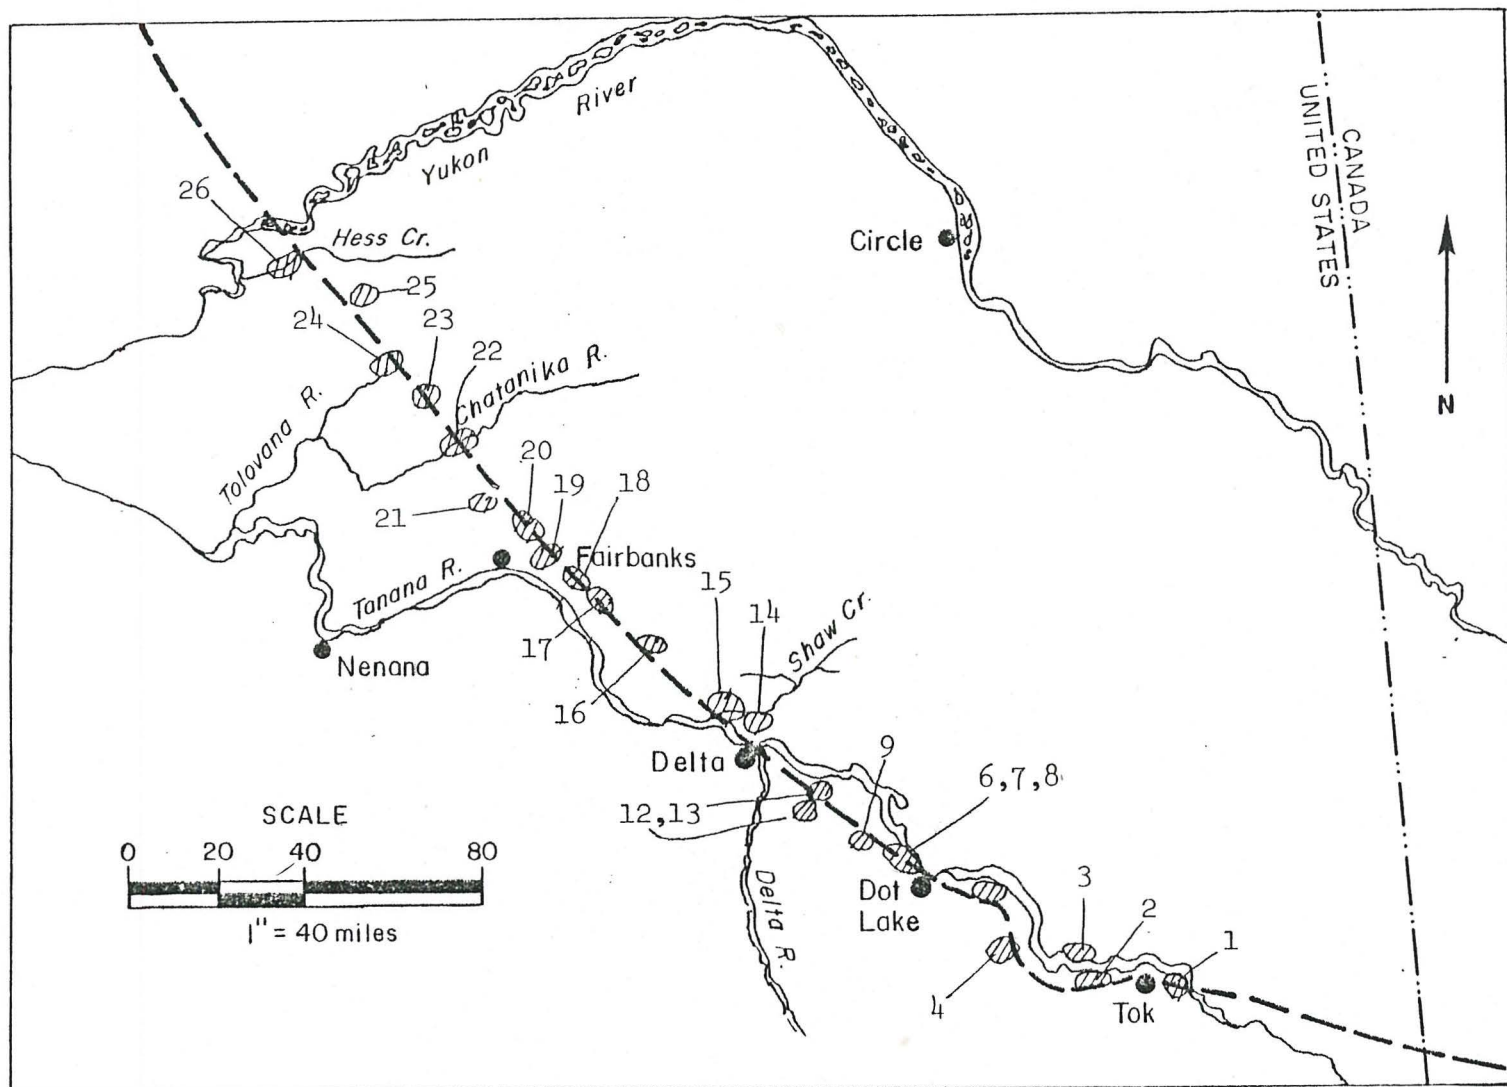 River
Yukon
CANADA
UNITED STATES
26
Hess Cr.
Circle
25
24
23
22
Chatanika R.
N
Tolovana R.
20
19
18
21
Fairbanks
Tanana R.
15
14
Shaw Cr.
17
Nenana
16
Delta
9
6,7,8
12,13
SCALE
0 20 40 80
1" = 40 miles
Dot
Lake
Delta R.
3
2
1
4
Tok